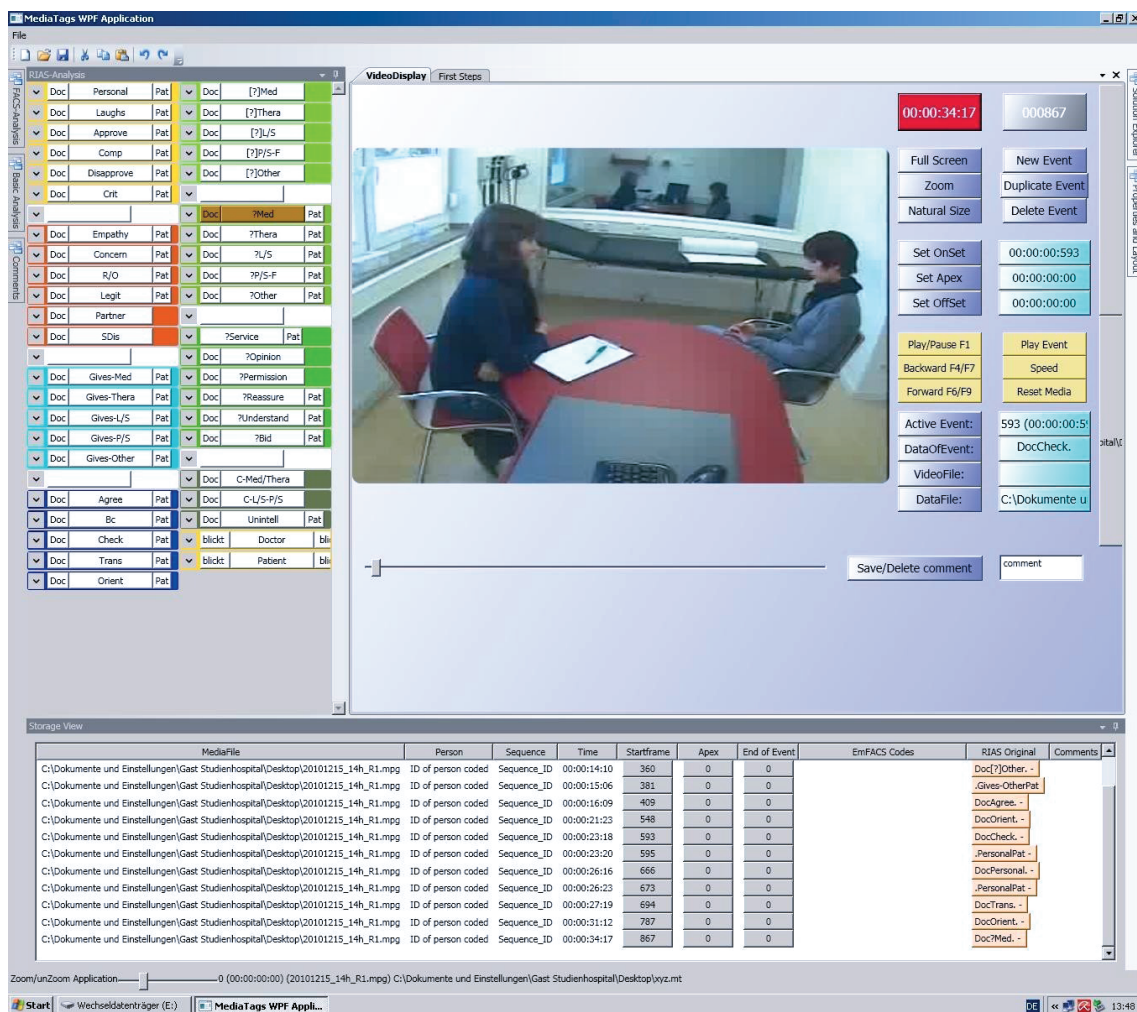 MediaTags WPF Application
File
RIAS-Analysis
FACS-Analysis
Basic Analysis
Comments
Doc Personal Pat Doc [?]Med
Doc Laughs Pat Doc [?]Thera
Doc Approve Pat Doc [?]L/S
Doc Comp Pat Doc [?]P/S-F
Doc Disapprove Pat Doc [?]Other
Doc Crit Pat
Doc ?Med Pat
Doc Empathy Pat Doc ?Thera Pat
Doc Concern Pat Doc ?L/S Pat
Doc R/O Pat Doc ?P/S-F Pat
Doc Legit Pat Doc ?Other Pat
Doc Partner
Doc SDis ?Service Pat
Doc ?Opinion
Doc Gives-Med Pat Doc ?Permission
Doc Gives-Thera Pat Doc ?Reassure Pat
Doc Gives-L/S Pat Doc ?Understand Pat
Doc Gives-P/S Pat Doc ?Bid Pat
Doc Gives-Other Pat
Doc C-Med/Thera
Doc Agree Pat Doc C-L/S-P/S
Doc Bc Pat Doc Unintell Pat
Doc Check Pat blickt Doctor bli
Doc Trans Pat blickt Patient bli
Doc Orient Pat
VideoDisplay First Steps
00:00:34:17 000867
Full Screen New Event
Zoom Duplicate Event
Natural Size Delete Event
Set OnSet 00:00:00:593
Set Apex 00:00:00:00
Set OffSet 00:00:00:00
Play/Pause F1 Play Event
Backward F4/F7 Speed
Forward F6/F9 Reset Media
Active Event: 593 (00:00:00:5
DataOfEvent: DocCheck.
VideoFile:
DataFile: C:\Dokumente u
Save/Delete comment comment
Solution Explorer
Properties and Layout
Storage View
MediaFile Person Sequence Time Startframe Apex End of Event EmFACS Codes RIAS Original Comments
C:\Dokumente und Einstellungen\Gast Studienhospital\Desktop\20101215_14h_R1.mpg ID of person coded Sequence_ID 00:00:14:10 360 0 0 Doc[?]Other. -
C:\Dokumente und Einstellungen\Gast Studienhospital\Desktop\20101215_14h_R1.mpg ID of person coded Sequence_ID 00:00:15:06 381 0 0 .Gives-OtherPat
C:\Dokumente und Einstellungen\Gast Studienhospital\Desktop\20101215_14h_R1.mpg ID of person coded Sequence_ID 00:00:16:09 409 0 0 DocAgree. -
C:\Dokumente und Einstellungen\Gast Studienhospital\Desktop\20101215_14h_R1.mpg ID of person coded Sequence_ID 00:00:21:23 548 0 0 DocOrient. -
C:\Dokumente und Einstellungen\Gast Studienhospital\Desktop\20101215_14h_R1.mpg ID of person coded Sequence_ID 00:00:23:18 593 0 0 DocCheck. -
C:\Dokumente und Einstellungen\Gast Studienhospital\Desktop\20101215_14h_R1.mpg ID of person coded Sequence_ID 00:00:23:20 595 0 0 .PersonalPat -
C:\Dokumente und Einstellungen\Gast Studienhospital\Desktop\20101215_14h_R1.mpg ID of person coded Sequence_ID 00:00:26:16 666 0 0 DocPersonal. -
C:\Dokumente und Einstellungen\Gast Studienhospital\Desktop\20101215_14h_R1.mpg ID of person coded Sequence_ID 00:00:26:23 673 0 0 .PersonalPat -
C:\Dokumente und Einstellungen\Gast Studienhospital\Desktop\20101215_14h_R1.mpg ID of person coded Sequence_ID 00:00:27:19 694 0 0 DocTrans. -
C:\Dokumente und Einstellungen\Gast Studienhospital\Desktop\20101215_14h_R1.mpg ID of person coded Sequence_ID 00:00:31:12 787 0 0 DocOrient. -
C:\Dokumente und Einstellungen\Gast Studienhospital\Desktop\20101215_14h_R1.mpg ID of person coded Sequence_ID 00:00:34:17 867 0 0 Doc?Med. -
Zoom/unZoom Application 0 (00:00:00:00) (20101215_14h_R1.mpg) C:\Dokumente und Einstellungen\Gast Studienhospital\Desktop\xyz.mt
Start Wechseldatenträger (E:) MediaTags WPF Appli... DE « 13:48